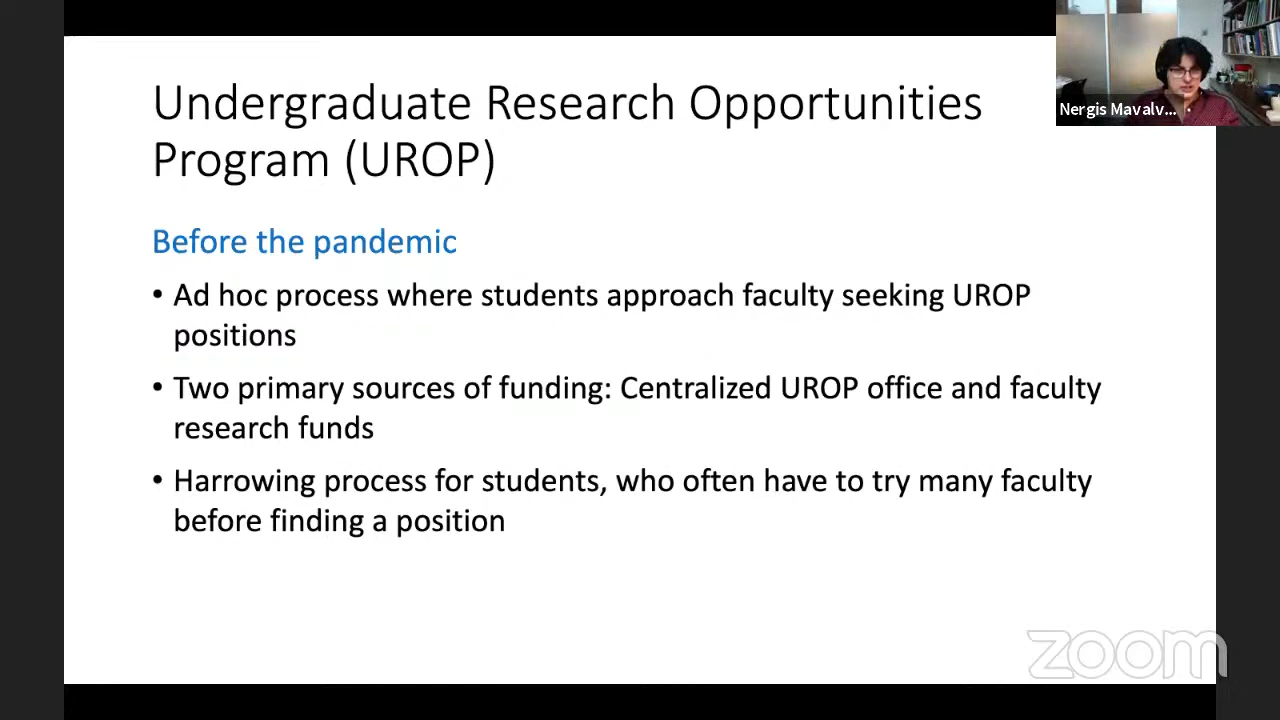 Undergraduate Research Opportunities
Program (UROP)
Nergis Mavalv...
Before the pandemic
• Ad hoc process where students approach faculty seeking UROP
positions
• Two primary sources of funding: Centralized UROP office and faculty
research funds
• Harrowing process for students, who often have to try many faculty
before finding a position
zoom